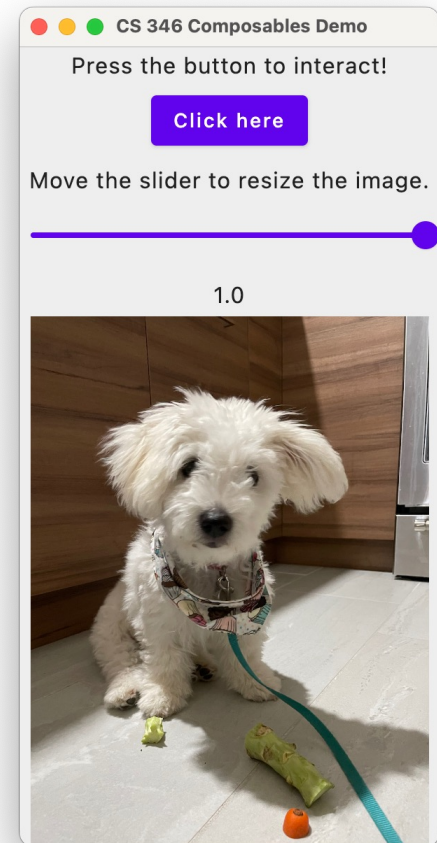 CS 346 Composables Demo
Press the button to interact!
Click here
Move the slider to resize the image.
1.0